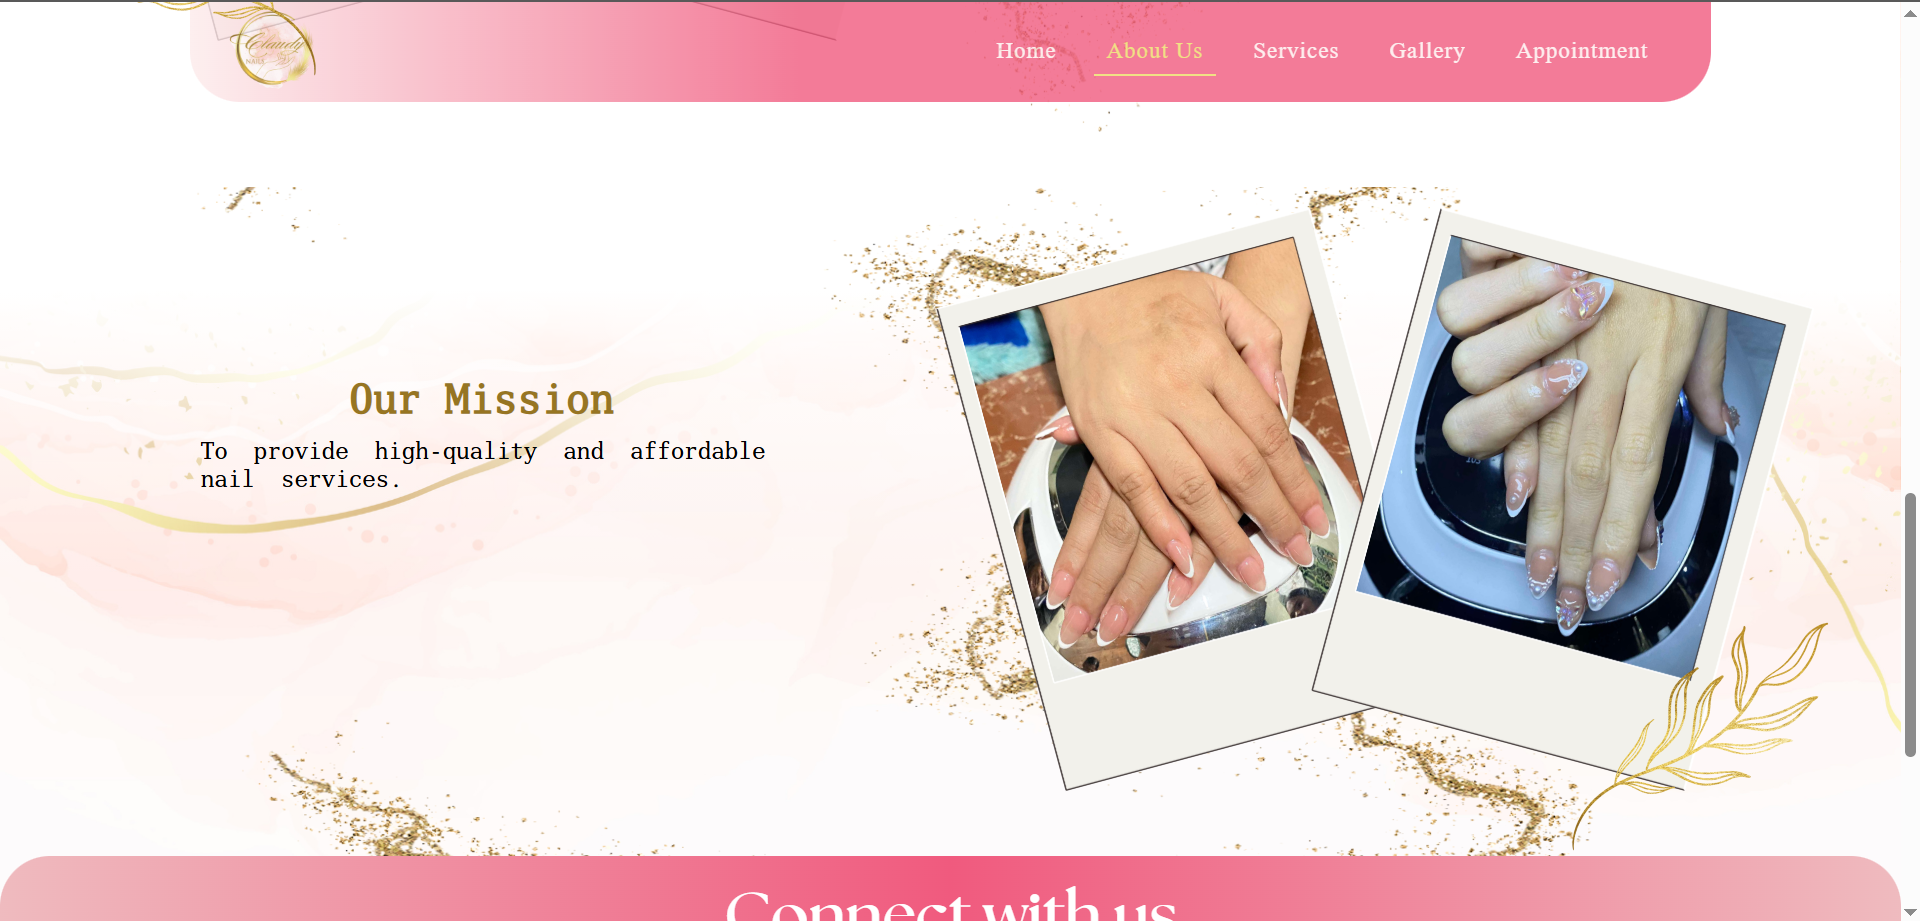 Claudy
NAILS
Home About Us Services Gallery Appointment
Our Mission
To provide high-quality and affordable
nail services.
Connect with us